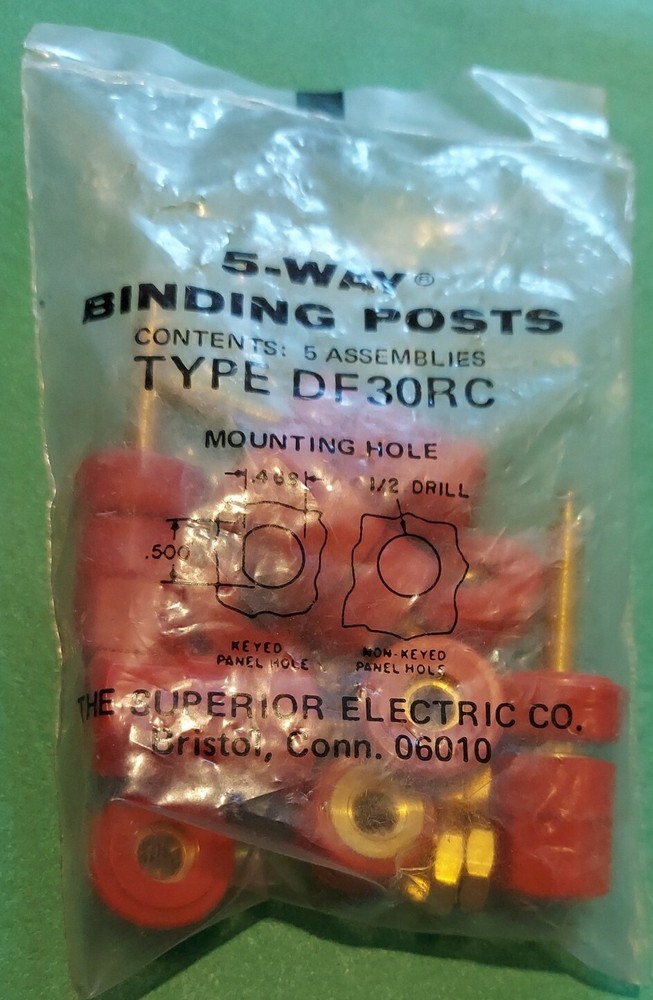 5-WAY®
BINDING POSTS
CONTENTS: 5 ASSEMBLIES
TYPE DF30RC
MOUNTING HOLE
.469
1/2 DRILL
.500
KEYED
PANEL HOLE
NON-KEYED
PANEL HOLE
THE SUPERIOR ELECTRIC CO.
Bristol, Conn. 06010